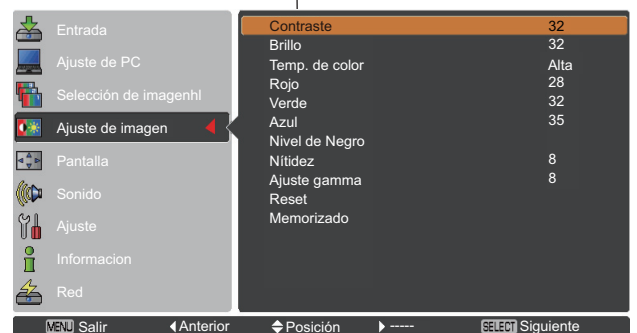 Entrada
Ajuste de PC
Selección de imagenhl
Ajuste de imagen
Pantalla
Sonido
Ajuste
Informacion
Red
Contraste 32
Brillo 32
Temp. de color Alta
Rojo 28
Verde 32
Azul 35
Nivel de Negro
Nítidez 8
Ajuste gamma 8
Reset
Memorizado
MENU Salir Anterior Posición ----- SELECT Siguiente